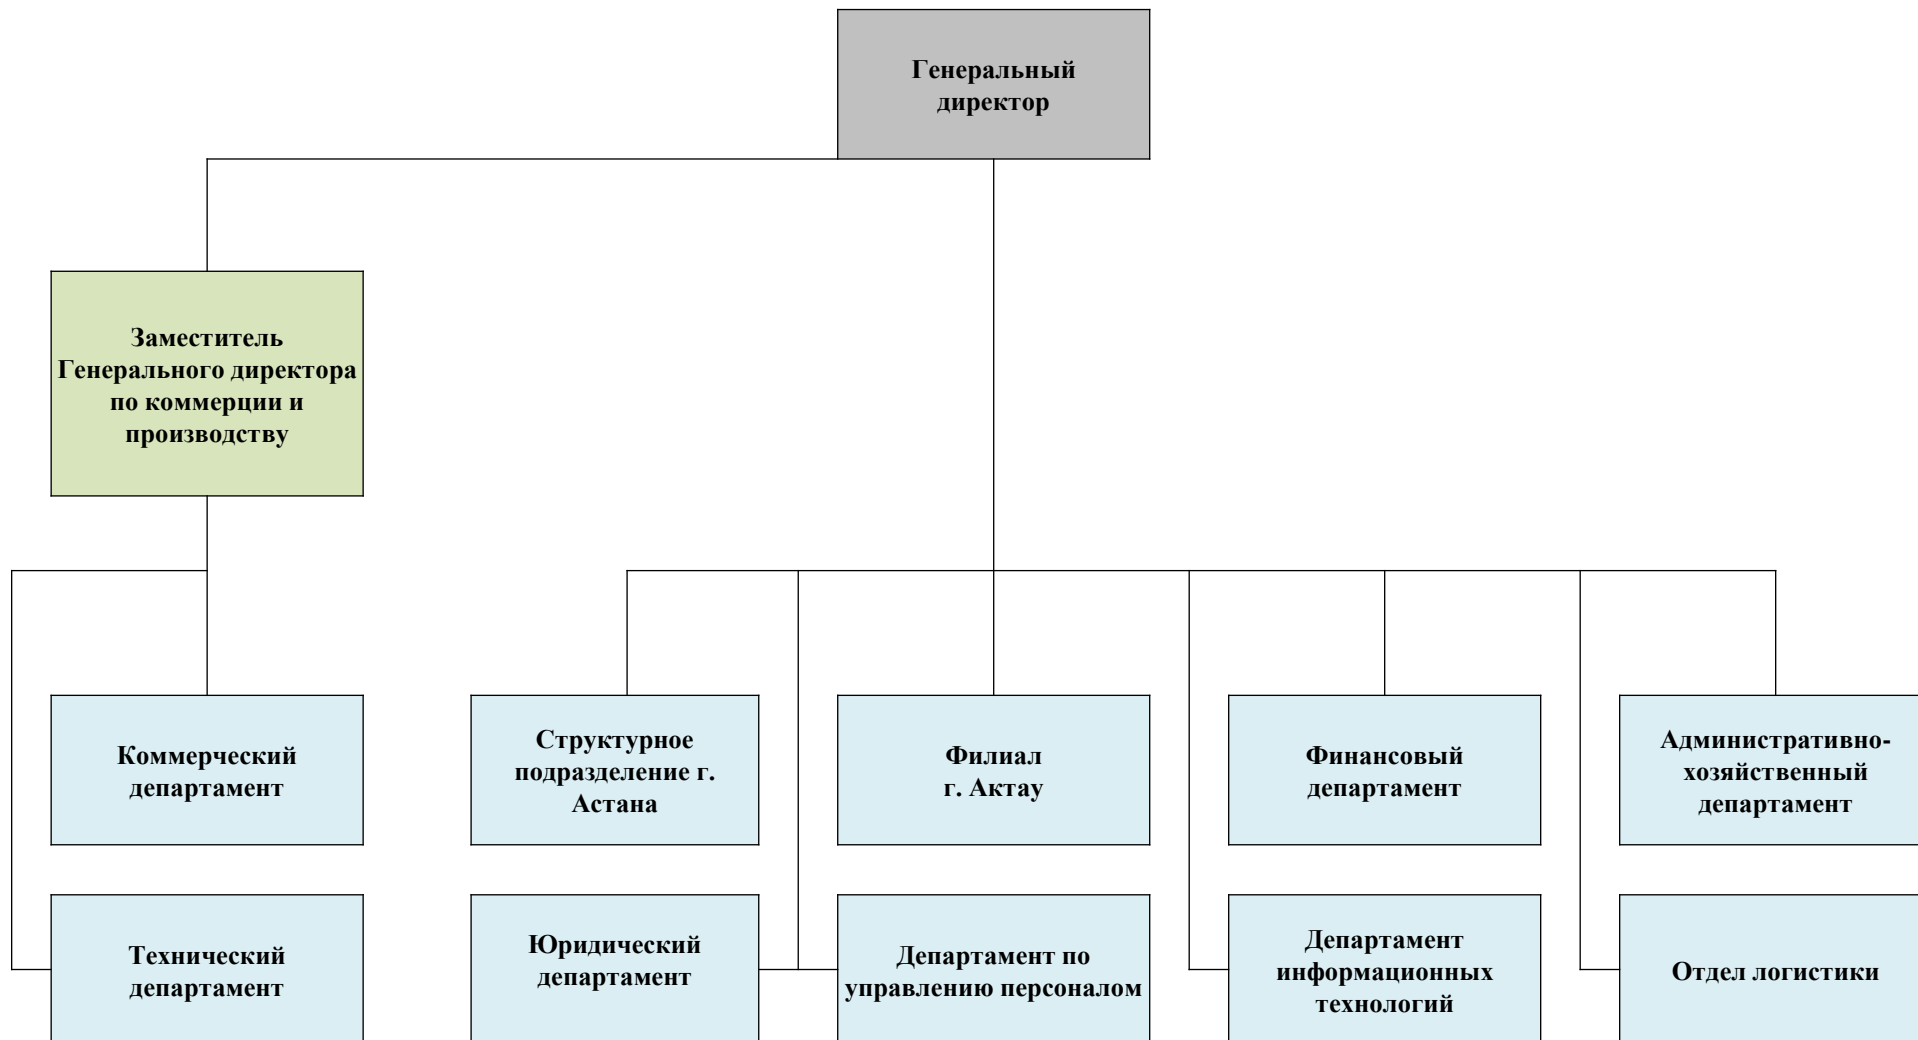 Генеральный
директор
Заместитель
Генерального директора
по коммерции и
производству
Коммерческий
департамент
Структурное
подразделение г.
Астана
Филиал
г. Актау
Финансовый
департамент
Административно-
хозяйственный
департамент
Технический
департамент
Юридический
департамент
Департамент по
управлению персоналом
Департамент
информационных
технологий
Отдел логистики